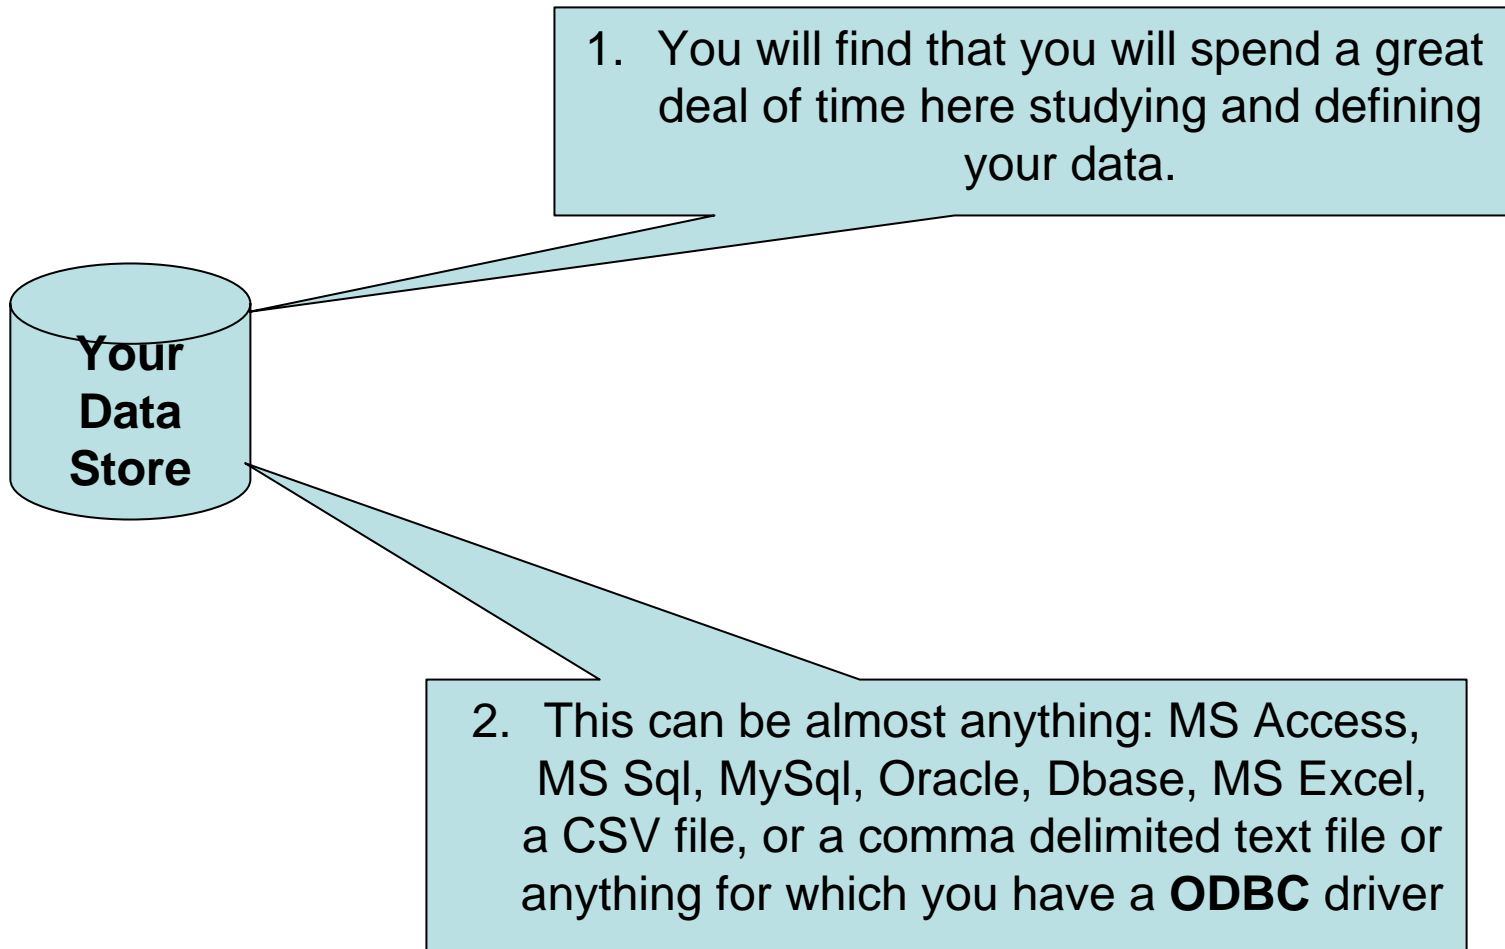 1. You will find that you will spend a great
deal of time here studying and defining
your data.
Your
Data
Store
2. This can be almost anything: MS Access,
MS Sql, MySql, Oracle, Dbase, MS Excel,
a CSV file, or a comma delimited text file or
anything for which you have a ODBC driver